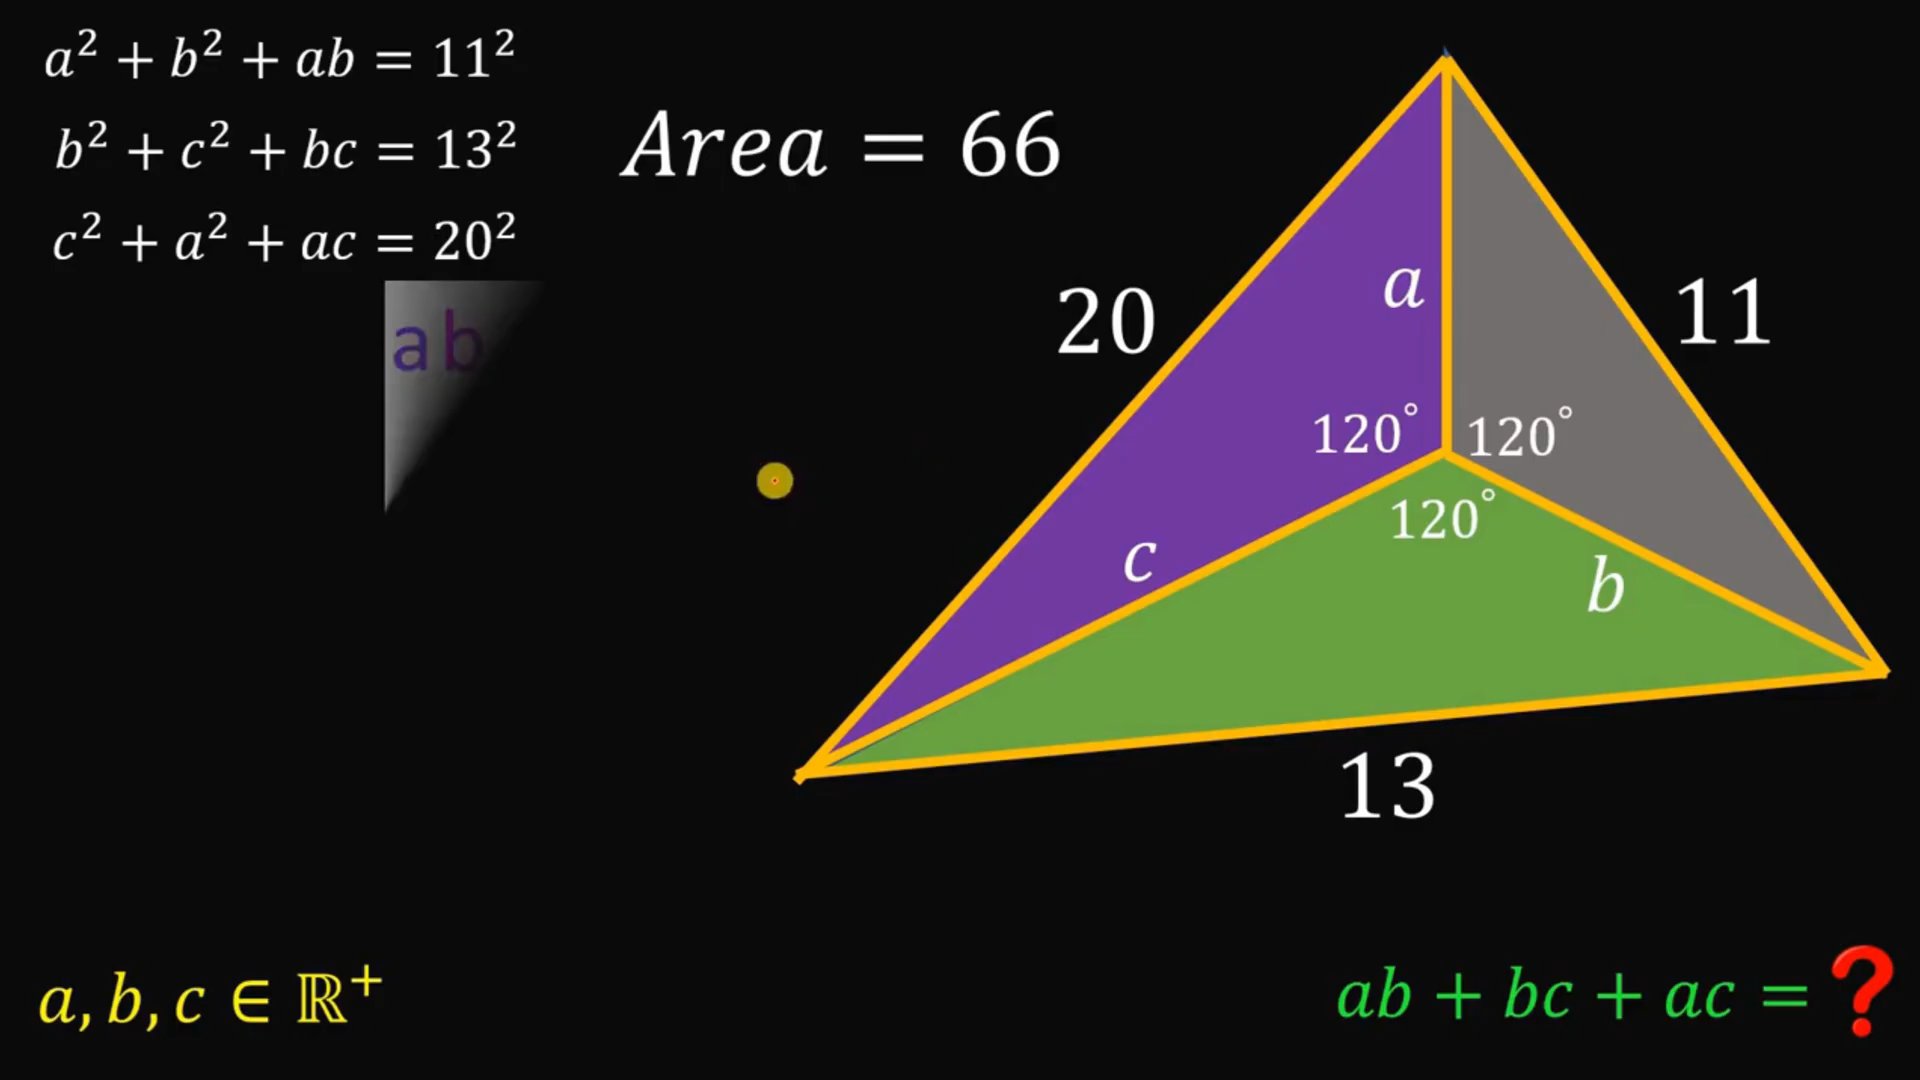 a² + b² + ab = 11²
b² + c² + bc = 13²
c² + a² + ac = 20²
ab
Area = 66
20
a
11
120°
120°
120°
c
b
13
a, b, c ∈ ℝ⁺
ab + bc + ac = ❓